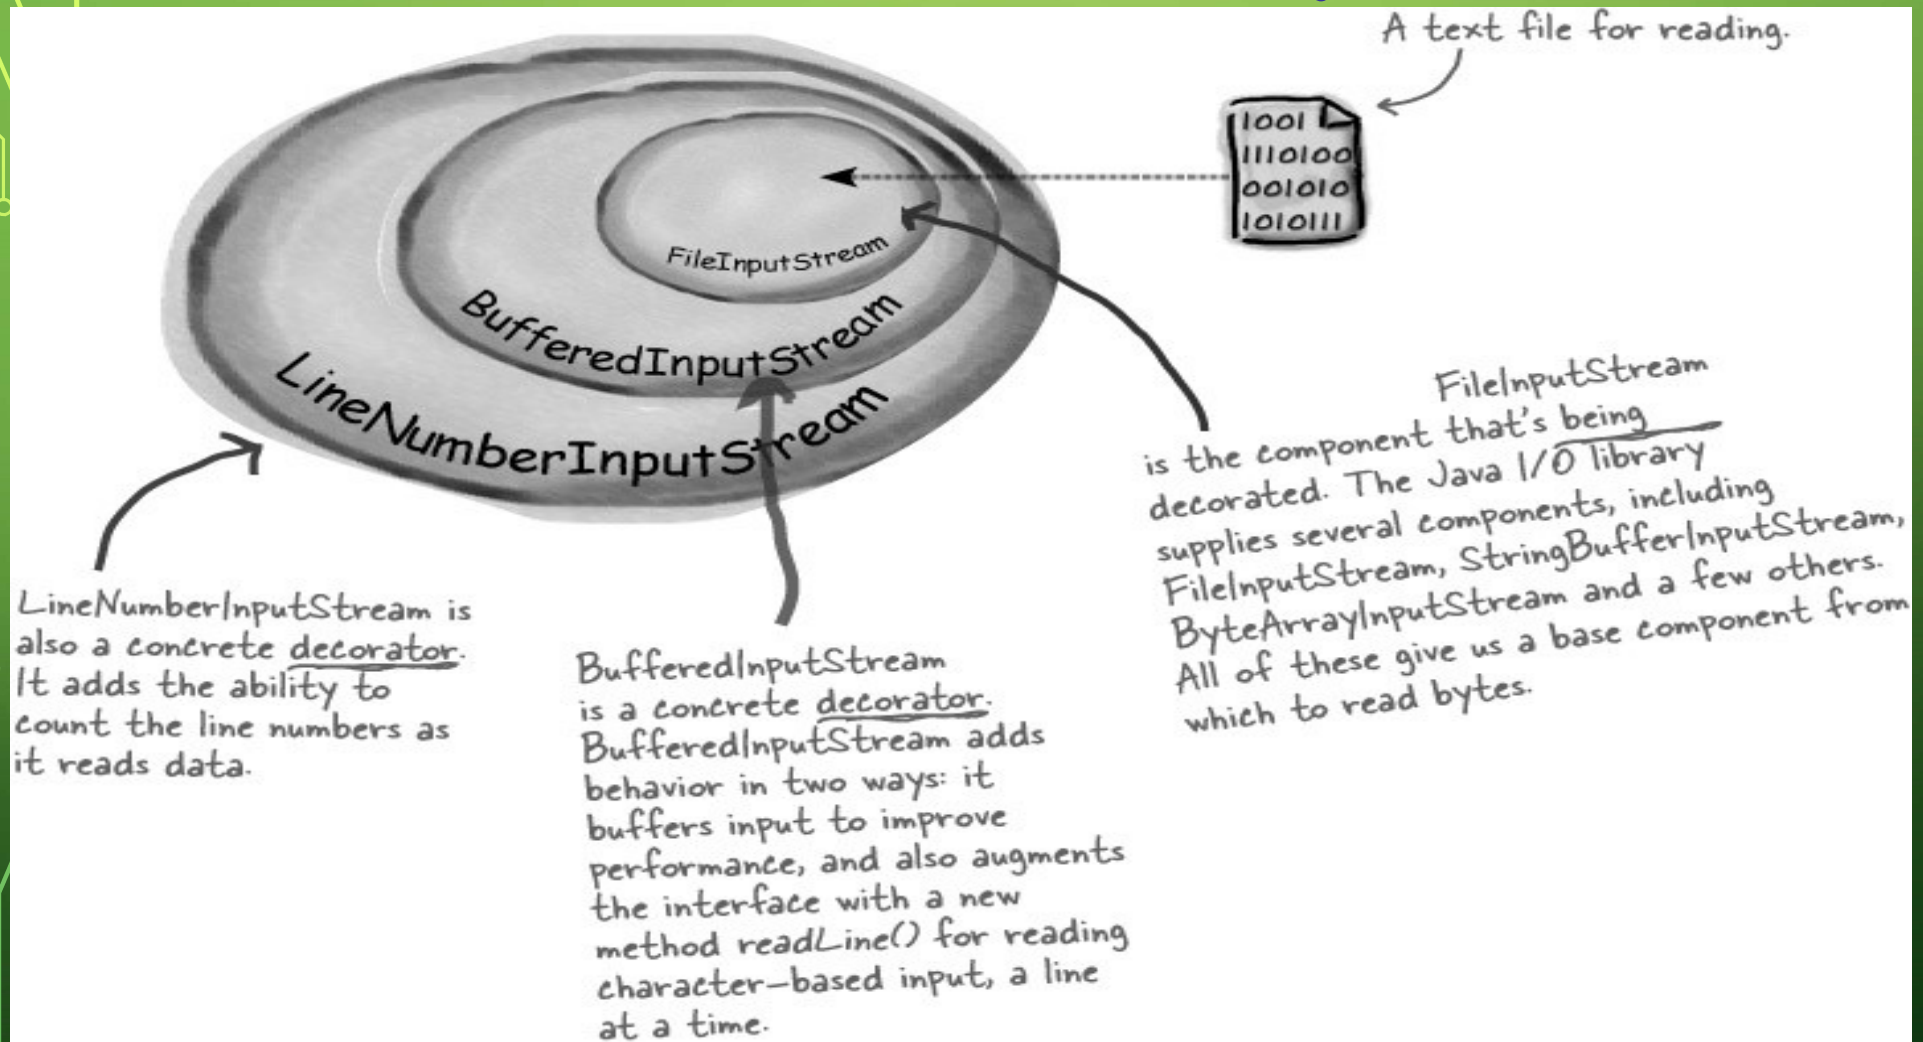 A text file for reading.
1001
1110100
001010
1010111
FileInputStream
BufferedInputStream
LineNumberInputStream
FileInputStream
is the component that's being
decorated. The Java I/O library
supplies several components, including
FileInputStream, StringBufferInputStream,
ByteArrayInputStream and a few others.
All of these give us a base component from
which to read bytes.
LineNumberInputStream is
also a concrete decorator.
It adds the ability to
count the line numbers as
it reads data.
BufferedInputStream
is a concrete decorator.
BufferedInputStream adds
behavior in two ways: it
buffers input to improve
performance, and also augments
the interface with a new
method readLine() for reading
character-based input, a line
at a time.